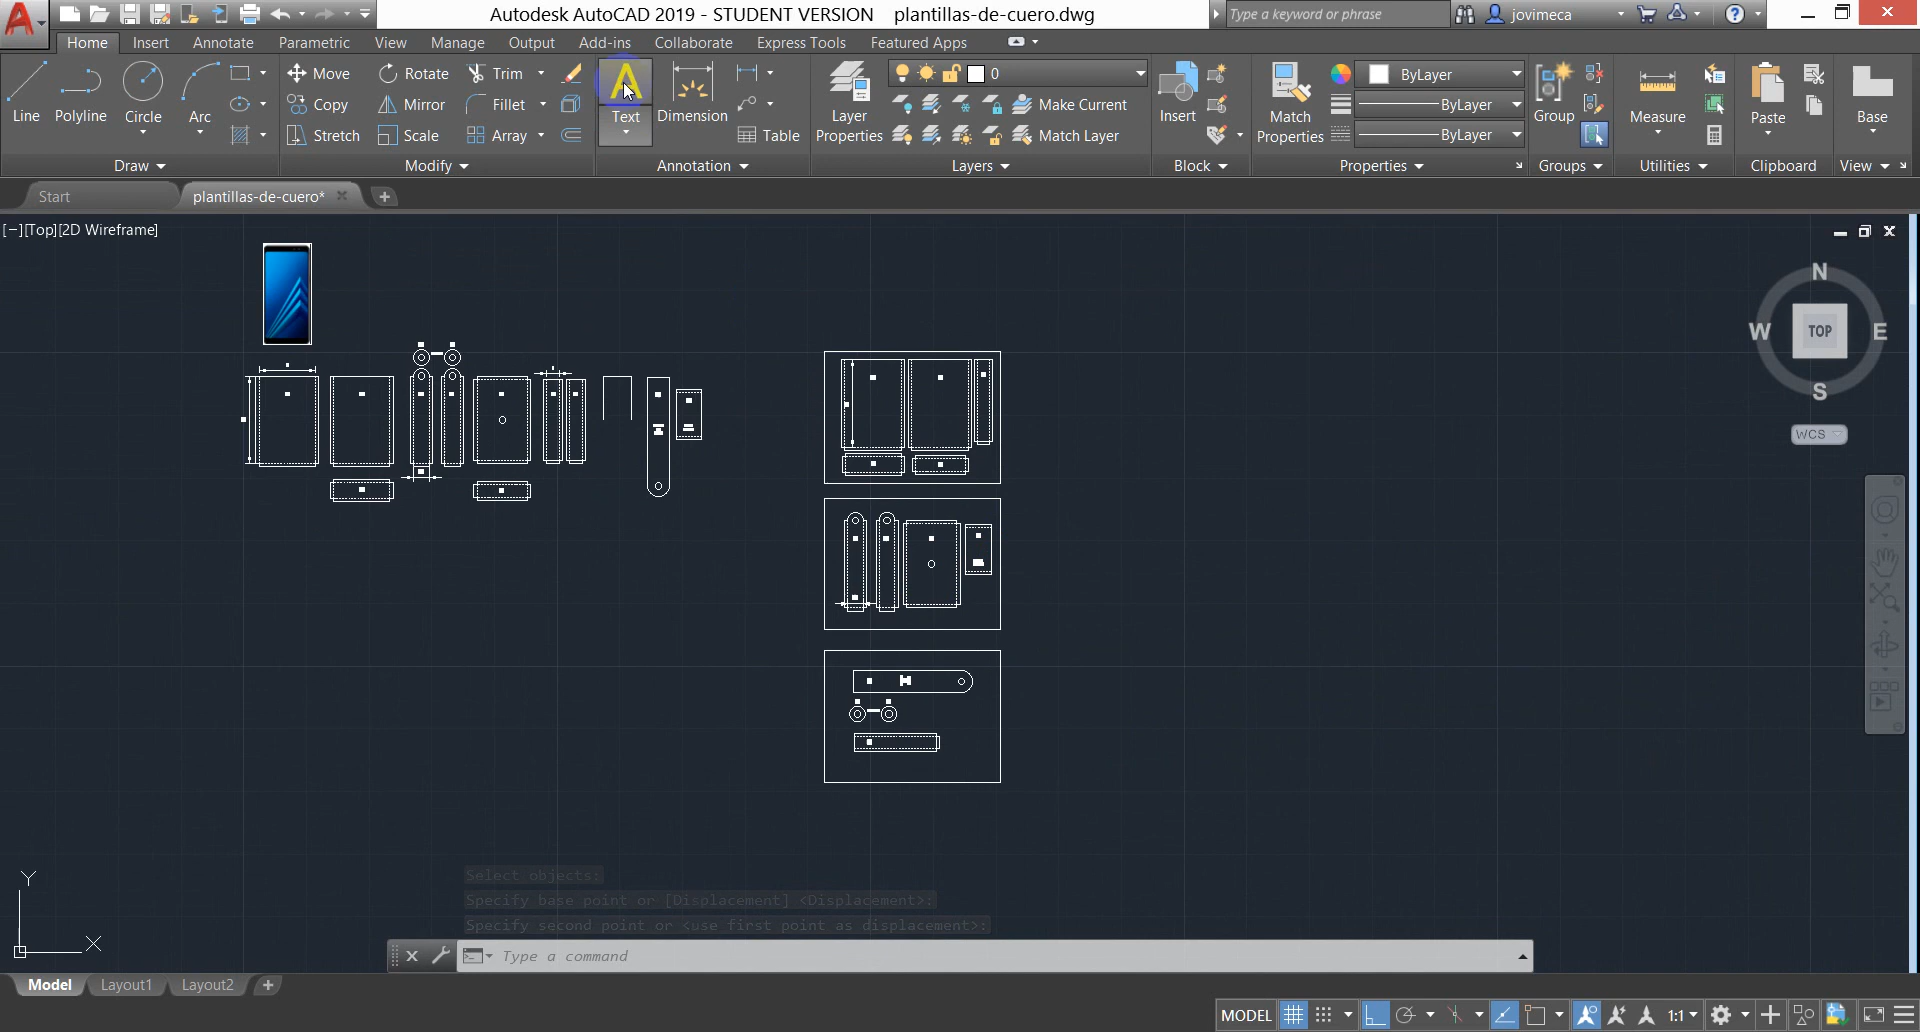 Autodesk AutoCAD 2019 - STUDENT VERSION plantillas-de-cuero.dwg
Type a keyword or phrase
jovimeca
Home Insert Annotate Parametric View Manage Output Add-ins Collaborate Express Tools Featured Apps
Line Polyline Circle Arc
Draw
Move Rotate Trim
Copy Mirror Fillet
Stretch Scale Array
Modify
Text Dimension Table
Annotation
Layer Properties
0
Make Current
Match Layer
Layers
Insert
Block
Match Properties
ByLayer
ByLayer
ByLayer
Properties
Group
Groups
Measure
Utilities
Paste
Clipboard
Base
View
Start plantillas-de-cuero*
[−][Top][2D Wireframe]
N
W TOP E
S
WCS
Y
X
Select objects:
Specify base point or [Displacement] <Displacement>:
Specify second point or <use first point as displacement>:
Type a command
Model Layout1 Layout2
MODEL 1:1